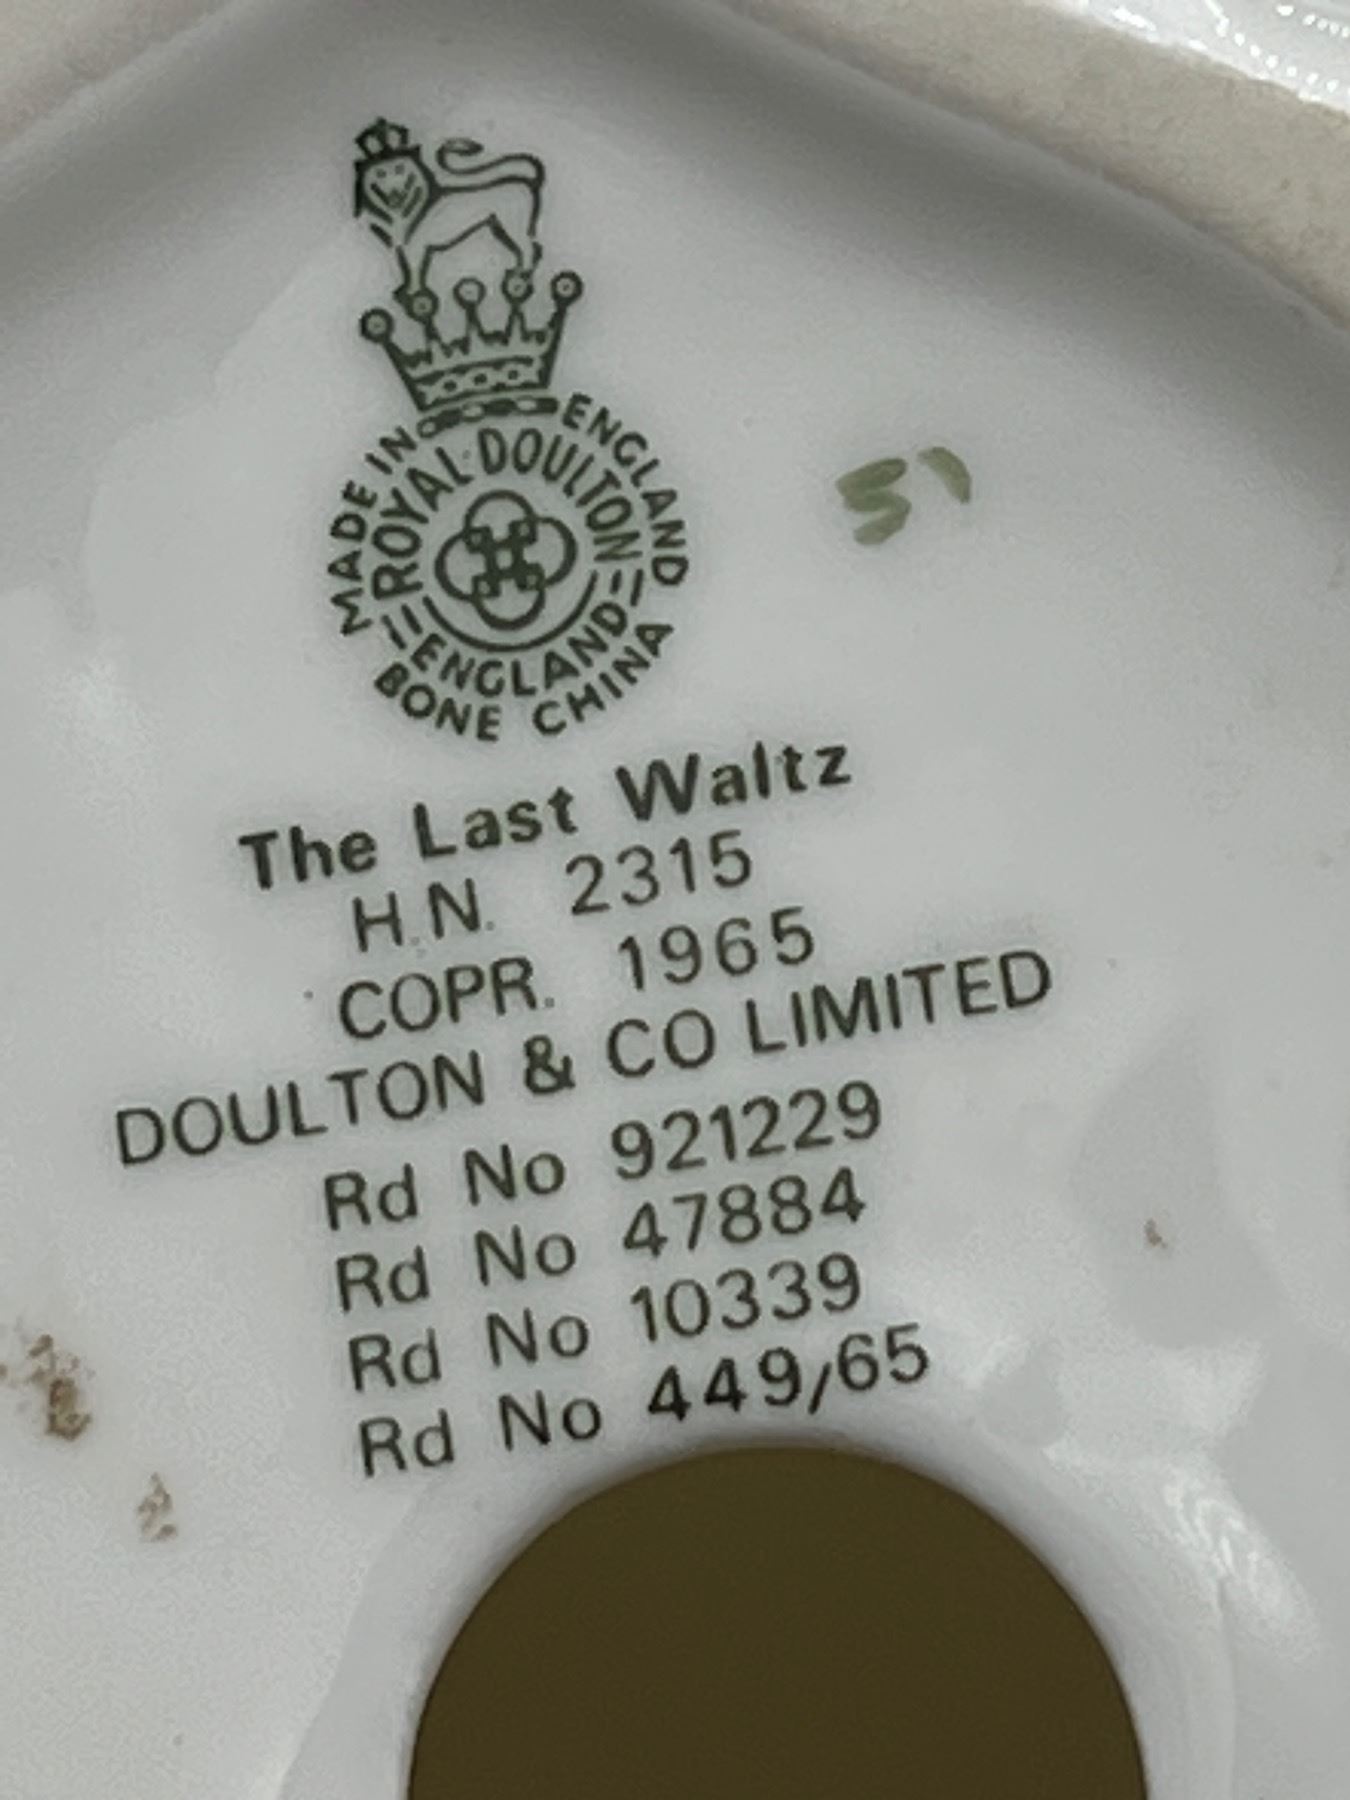 MADE IN ENGLAND
ROYAL DOULTON
ENGLAND
BONE CHINA
The Last Waltz
H.N. 2315
COPR. 1965
DOULTON & CO LIMITED
Rd No 921229
Rd No 47884
Rd No 10339
Rd No 449/65